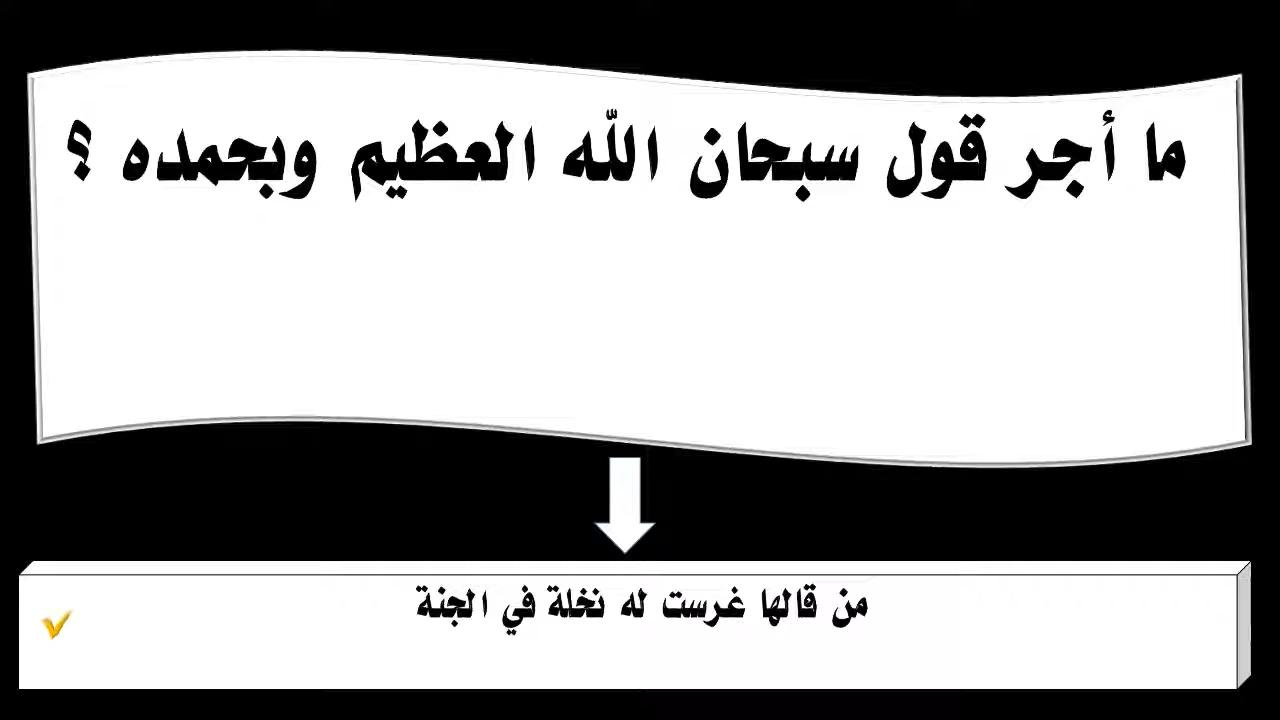 ما أجر قول سبحان الله العظيم وبحمده ؟
من قالها غرست له نخلة في الجنة